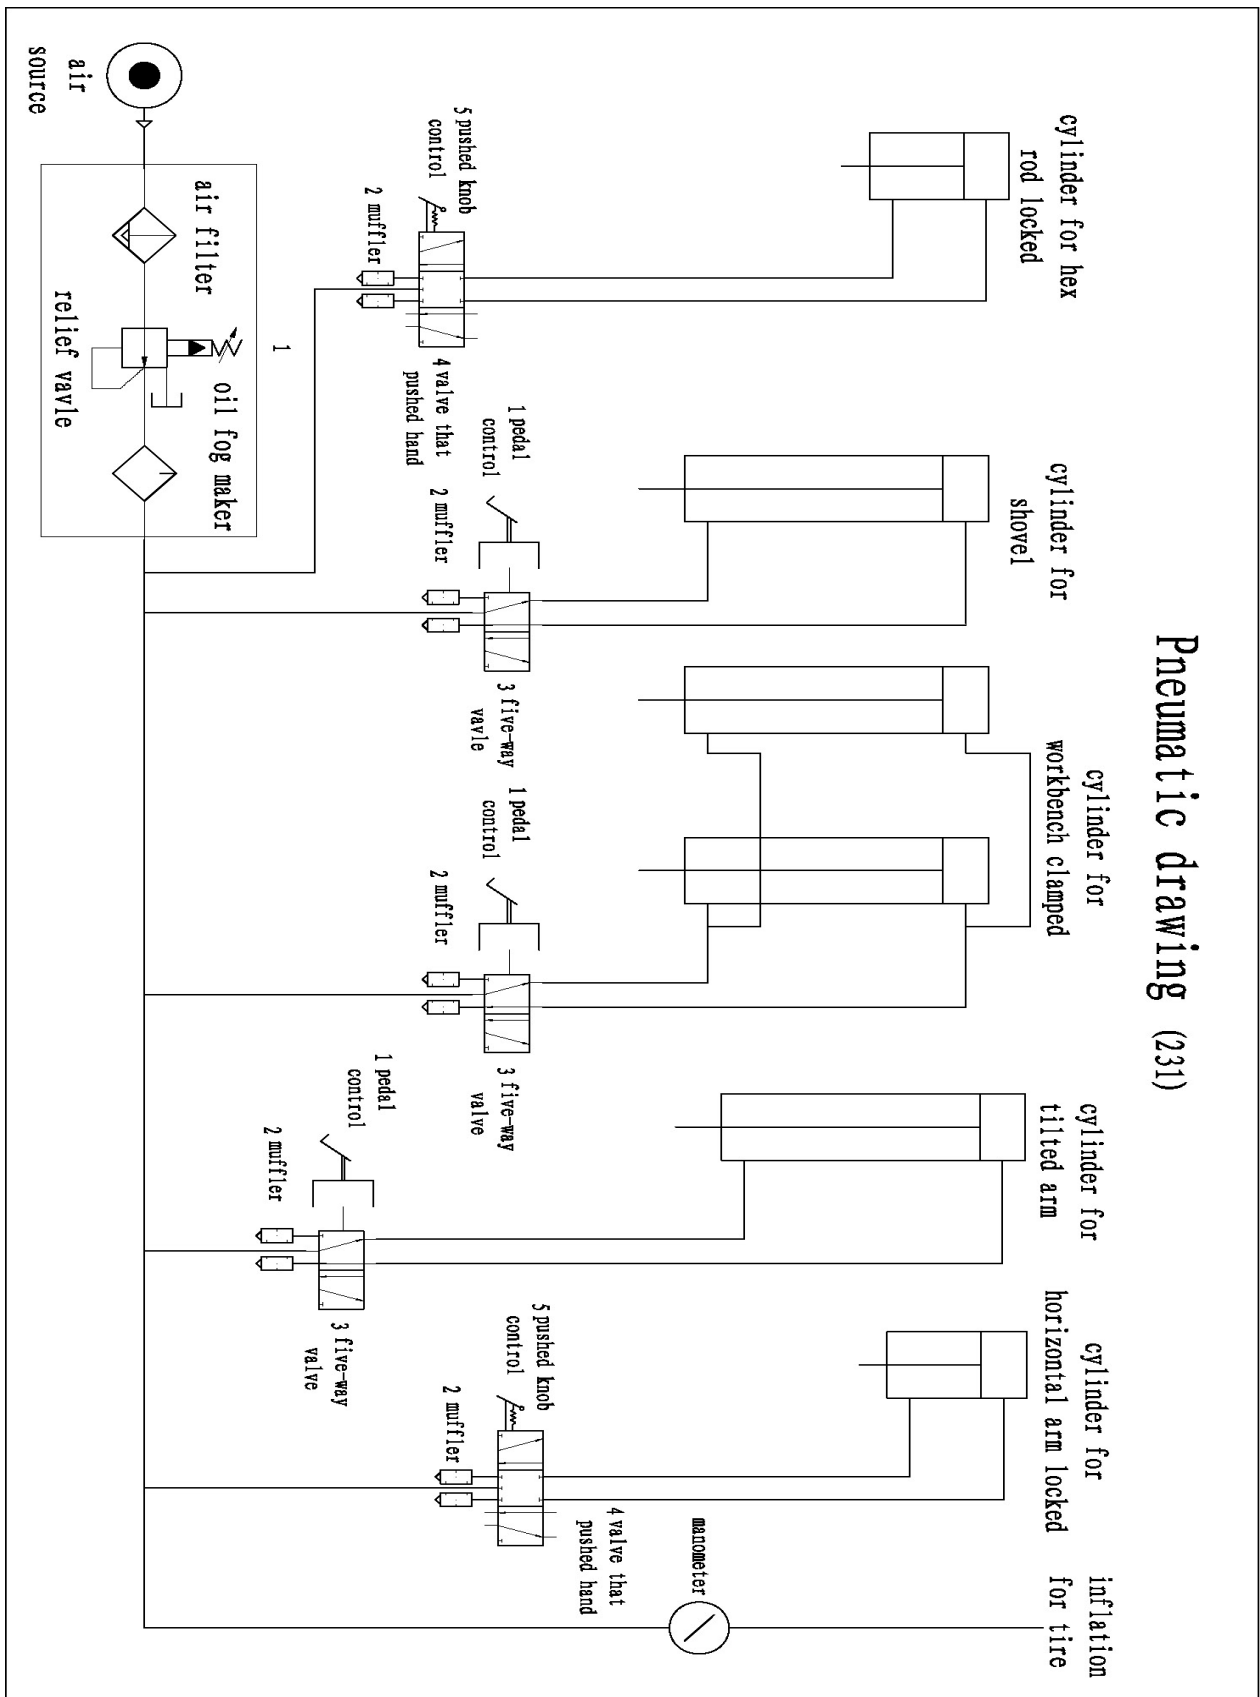 Pneumatic drawing (231)
cylinder for hex
rod locked
cylinder for
shovel
cylinder for
workbench clamped
cylinder for
tilted arm
cylinder for
horizontal arm locked
inflation
for tire
5 pushed knob
control
2 muffler
4 valve that
pushed hand
1 pedal
control
2 muffler
3 five-way
vavle
1 pedal
control
2 muffler
3 five-way
valve
1 pedal
control
2 muffler
3 five-way
valve
5 pushed knob
control
2 muffler
4 valve that
pushed hand
manometer
1
air
source
air filter
relief vavle
oil fog maker